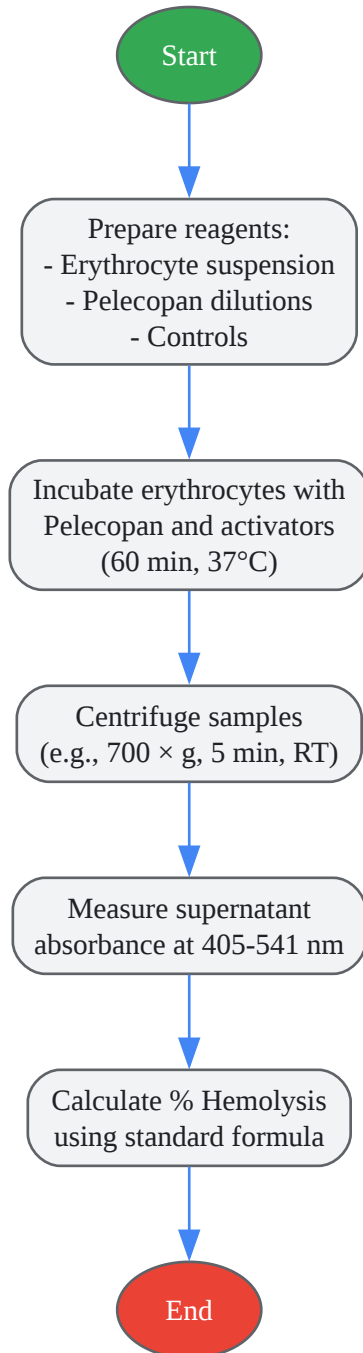 Start
Prepare reagents:
- Erythrocyte suspension
- Pelecopan dilutions
- Controls
Incubate erythrocytes with
Pelecopan and activators
(60 min, 37°C)
Centrifuge samples
(e.g., 700 × g, 5 min, RT)
Measure supernatant
absorbance at 405-541 nm
Calculate % Hemolysis
using standard formula
End